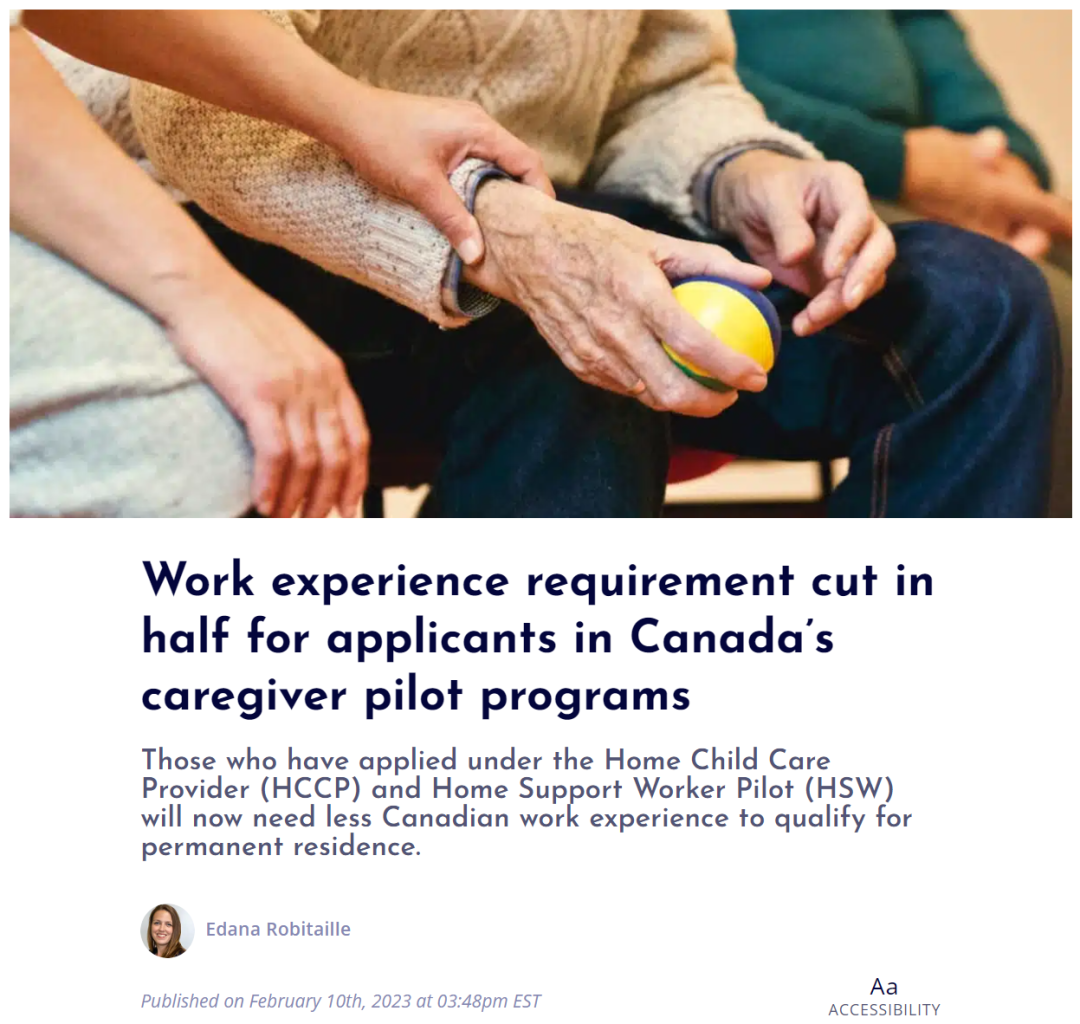 Work experience requirement cut in
half for applicants in Canada’s
caregiver pilot programs
Those who have applied under the Home Child Care
Provider (HCCP) and Home Support Worker Pilot (HSW)
will now need less Canadian work experience to qualify for
permanent residence.
Edana Robitaille
Published on February 10th, 2023 at 03:48pm EST
Aa
ACCESSIBILITY